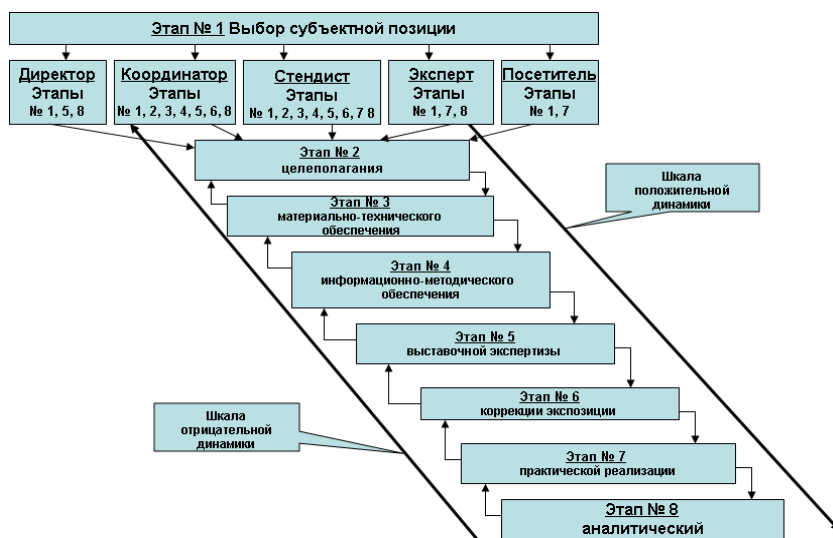 Этап № 1 Выбор субъектной позиции
Директор
Этапы
№ 1, 5, 8
Координатор
Этапы
№ 1, 2, 3, 4, 5, 6, 8
Стендист
Этапы
№ 1, 2, 3, 4, 5, 6, 7 8
Эксперт
Этапы
№ 1, 7, 8
Посетитель
Этапы
№ 1, 7
Этап № 2
целеполагания
Шкала
положительной
динамики
Этап № 3
материально-технического
обеспечения
Этап № 4
информационно-методического
обеспечения
Этап № 5
выставочной экспертизы
Этап № 6
коррекции экспозиции
Шкала
отрицательной
динамики
Этап № 7
практической реализации
Этап № 8
аналитический